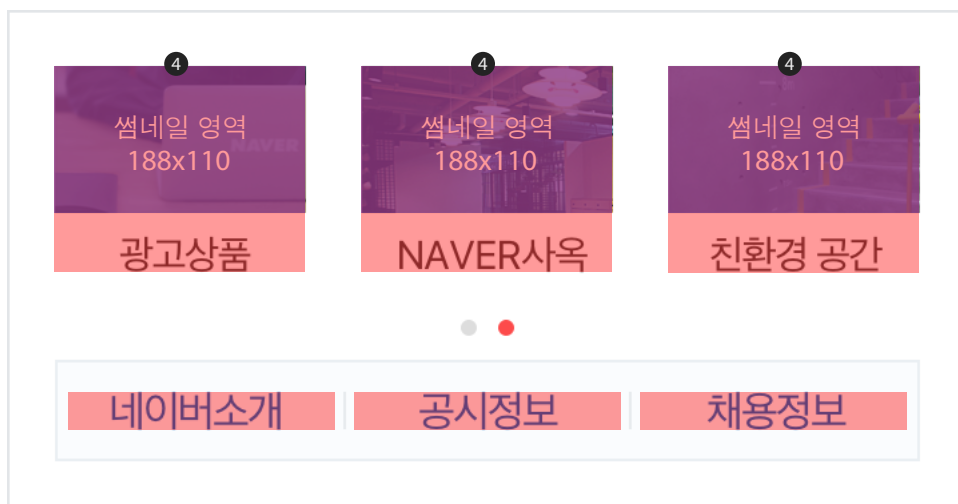 4 4 4
썸네일 영역 썸네일 영역 썸네일 영역
NAVER
188x110 188x110 188x110
광고상품 NAVER사옥 친환경 공간
네이버소개 공시정보 채용정보